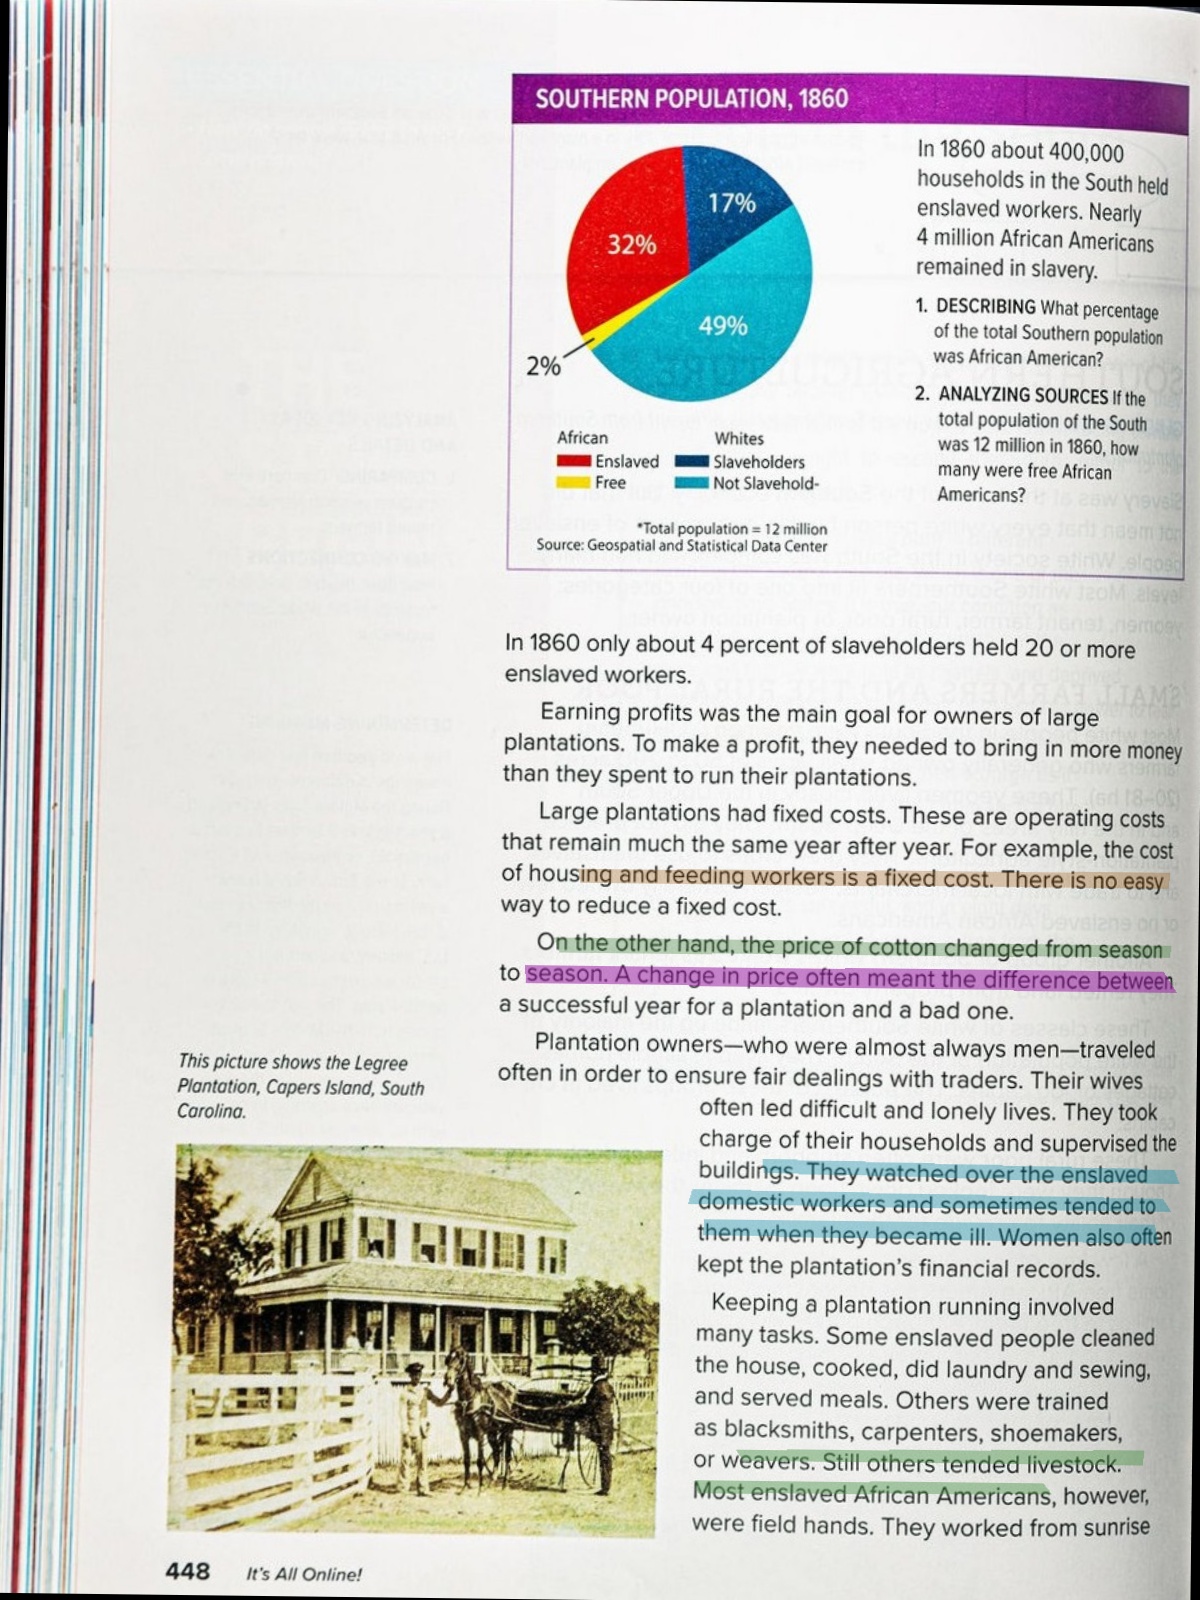 SOUTHERN POPULATION, 1860
17%
32%
49%
2%
African
Enslaved
Free
Whites
Slaveholders
Not Slavehold-
*Total population = 12 million
Source: Geospatial and Statistical Data Center
In 1860 about 400,000
households in the South held
enslaved workers. Nearly
4 million African Americans
remained in slavery.
1. DESCRIBING What percentage
of the total Southern population
was African American?
2. ANALYZING SOURCES If the
total population of the South
was 12 million in 1860, how
many were free African
Americans?
In 1860 only about 4 percent of slaveholders held 20 or more
enslaved workers.
Earning profits was the main goal for owners of large
plantations. To make a profit, they needed to bring in more money
than they spent to run their plantations.
Large plantations had fixed costs. These are operating costs
that remain much the same year after year. For example, the cost
of housing and feeding workers is a fixed cost. There is no easy
way to reduce a fixed cost.
On the other hand, the price of cotton changed from season
to season. A change in price often meant the difference between
a successful year for a plantation and a bad one.
Plantation owners—who were almost always men—traveled
often in order to ensure fair dealings with traders. Their wives
often led difficult and lonely lives. They took
charge of their households and supervised the
buildings. They watched over the enslaved
domestic workers and sometimes tended to
them when they became ill. Women also often
kept the plantation's financial records.
Keeping a plantation running involved
many tasks. Some enslaved people cleaned
the house, cooked, did laundry and sewing,
and served meals. Others were trained
as blacksmiths, carpenters, shoemakers,
or weavers. Still others tended livestock.
Most enslaved African Americans, however,
were field hands. They worked from sunrise
This picture shows the Legree
Plantation, Capers Island, South
Carolina.
448 It's All Online!